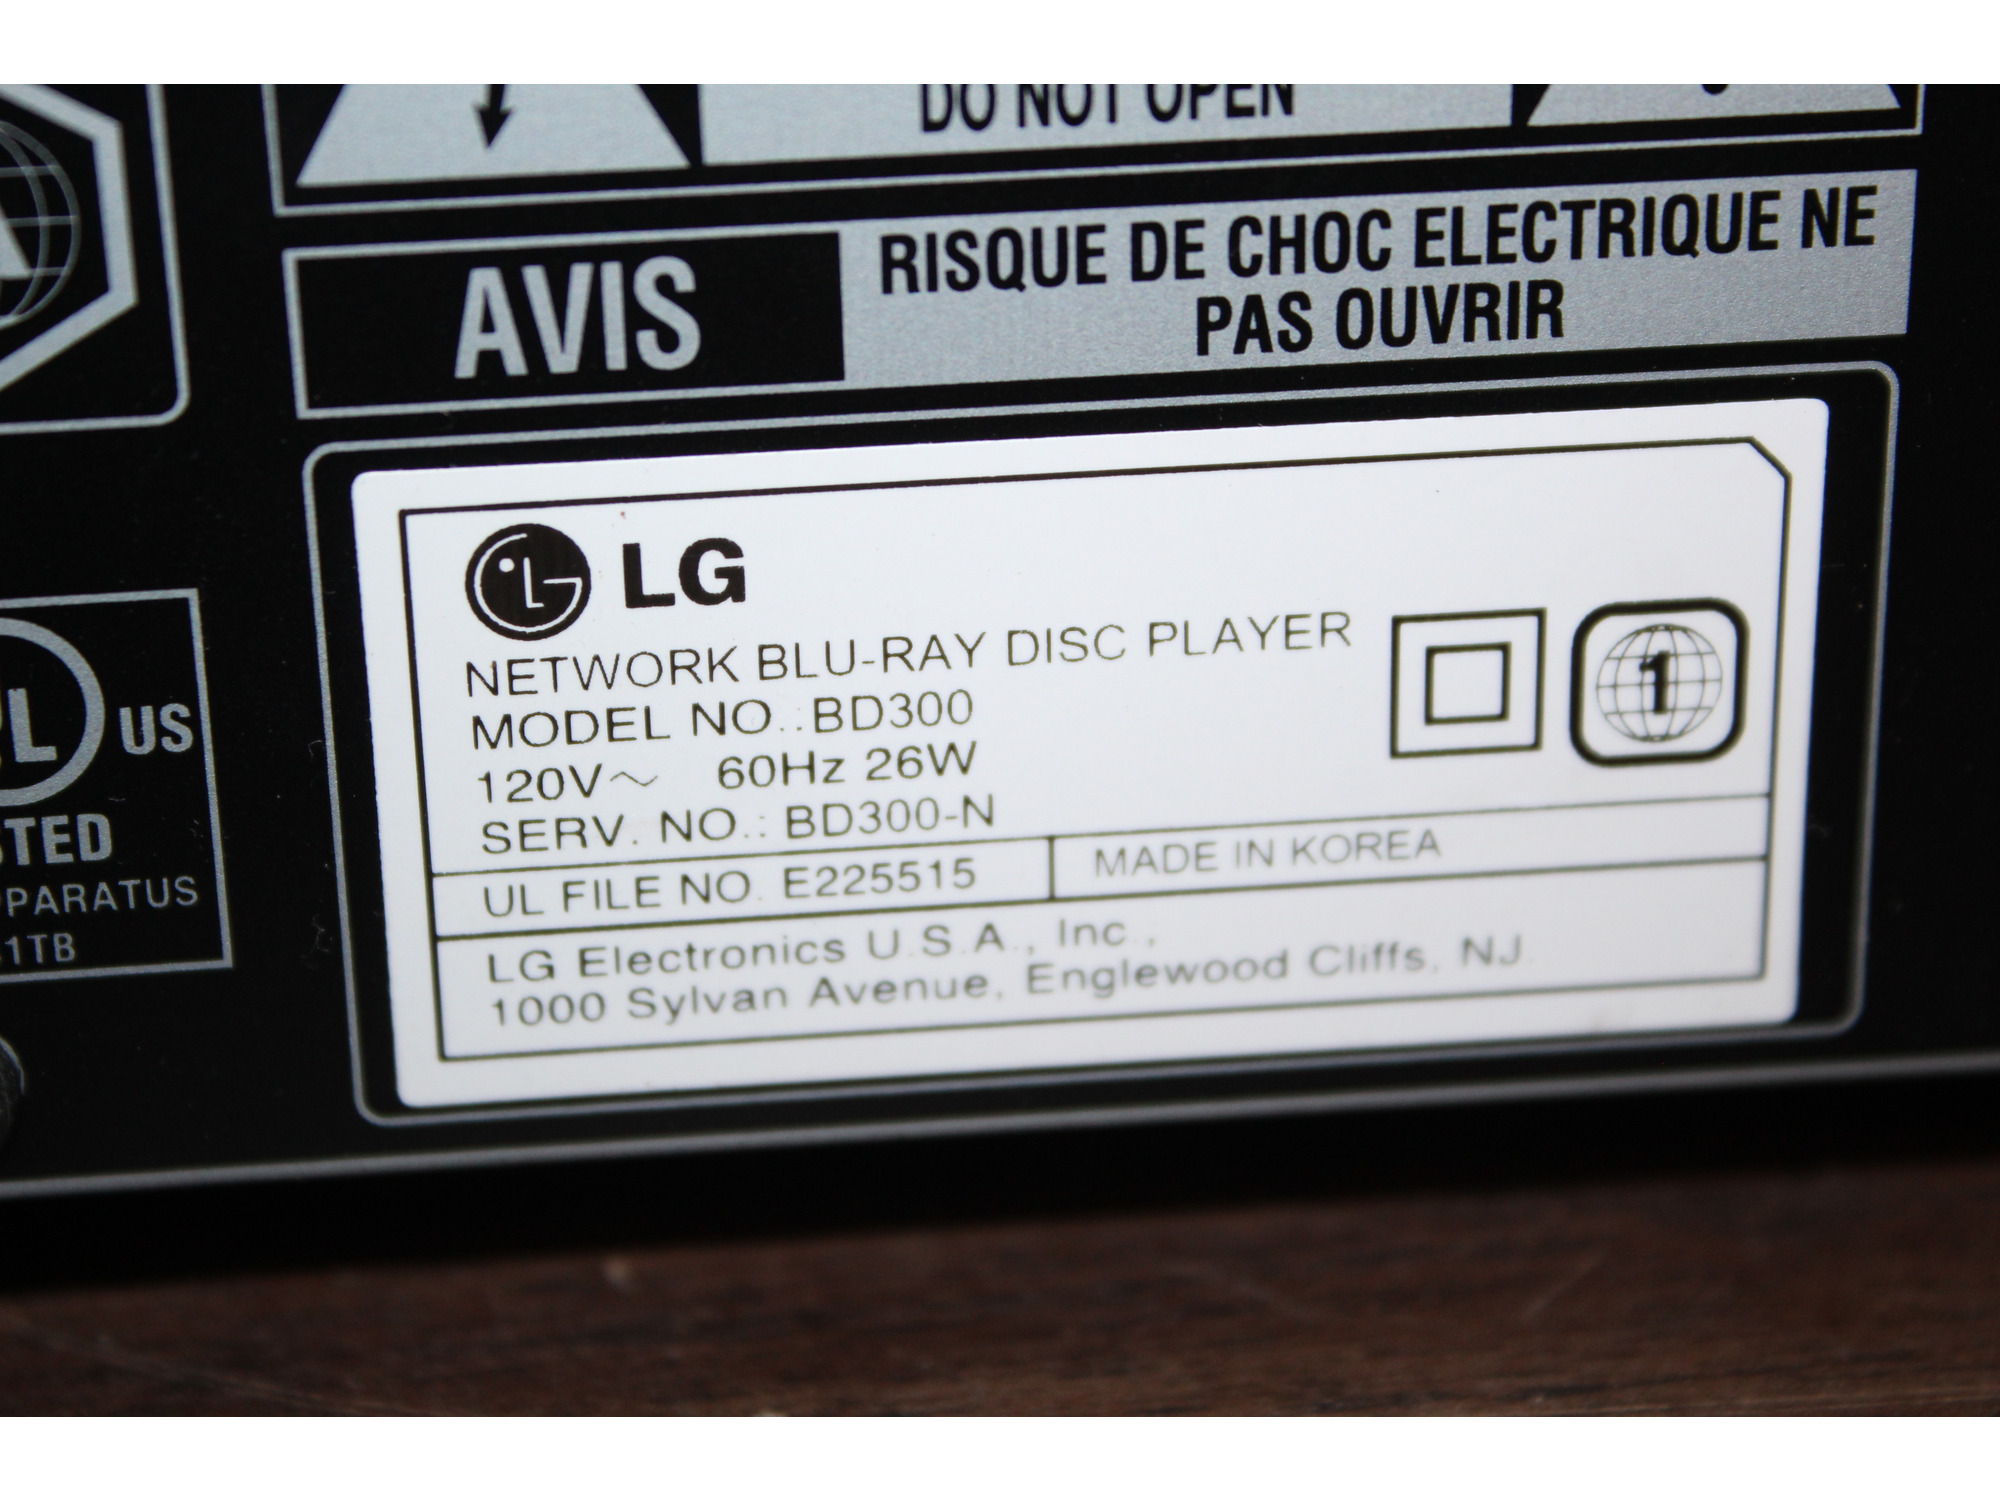 DO NOT OPEN
AVIS
RISQUE DE CHOC ELECTRIQUE NE
PAS OUVRIR
LG
NETWORK BLU-RAY DISC PLAYER
MODEL NO.:BD300
120V~ 60Hz 26W
SERV. NO.: BD300-N
1
UL FILE NO. E225515
MADE IN KOREA
LG Electronics U.S.A., Inc.,
1000 Sylvan Avenue, Englewood Cliffs, NJ.
US
1TB